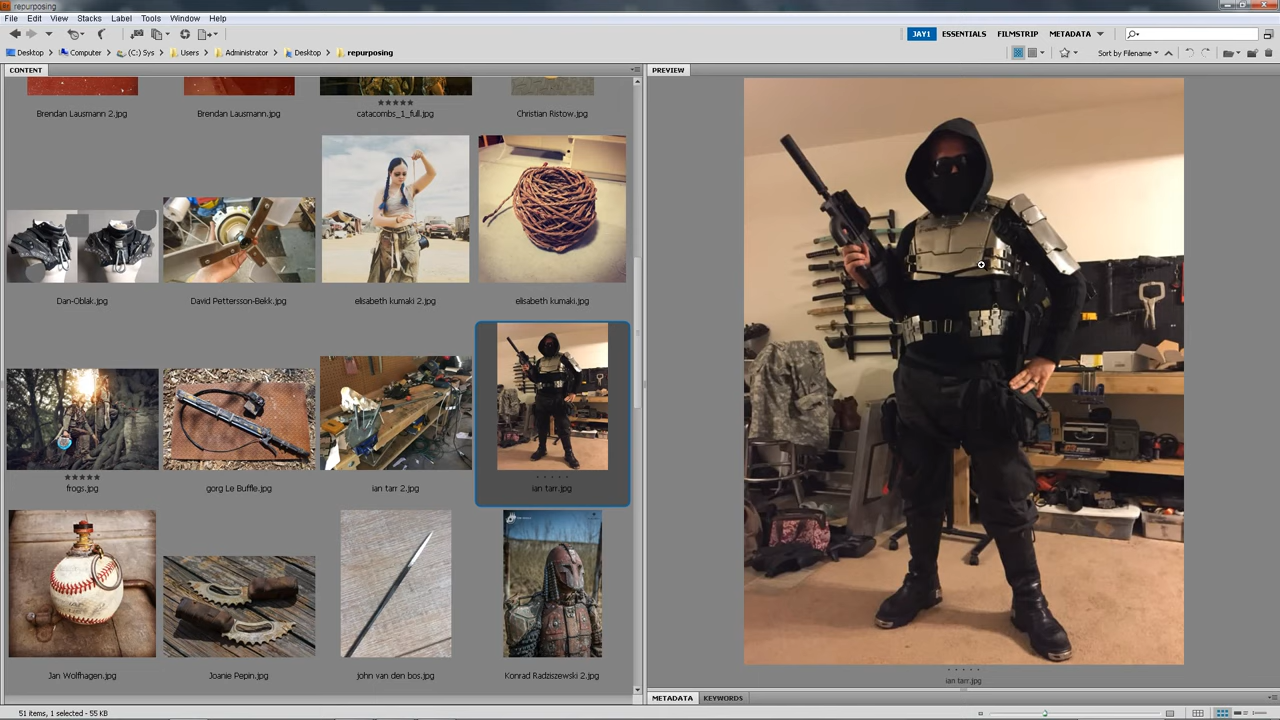 Br repurposing
File Edit View Stacks Label Tools Window Help
JAY1 ESSENTIALS FILMSTRIP METADATA
Desktop Computer (C:) Sys Users Administrator Desktop repurposing
Sort by Filename
CONTENT
PREVIEW
Brendan Lausmann 2.jpg
Brendan Lausmann.jpg
catacombs_1_full.jpg
Christian Ristow.jpg
Dan-Oblak.jpg
David Pettersson-Bekk.jpg
elisabeth kumaki 2.jpg
elisabeth kumaki.jpg
frogs.jpg
gorg Le Buffle.jpg
ian tarr 2.jpg
ian tarr.jpg
Jan Wolfhagen.jpg
Joanie Pepin.jpg
john van den bos.jpg
Konrad Radziszewski 2.jpg
ian tarr.jpg
METADATA KEYWORDS
51 items, 1 selected - 55 KB